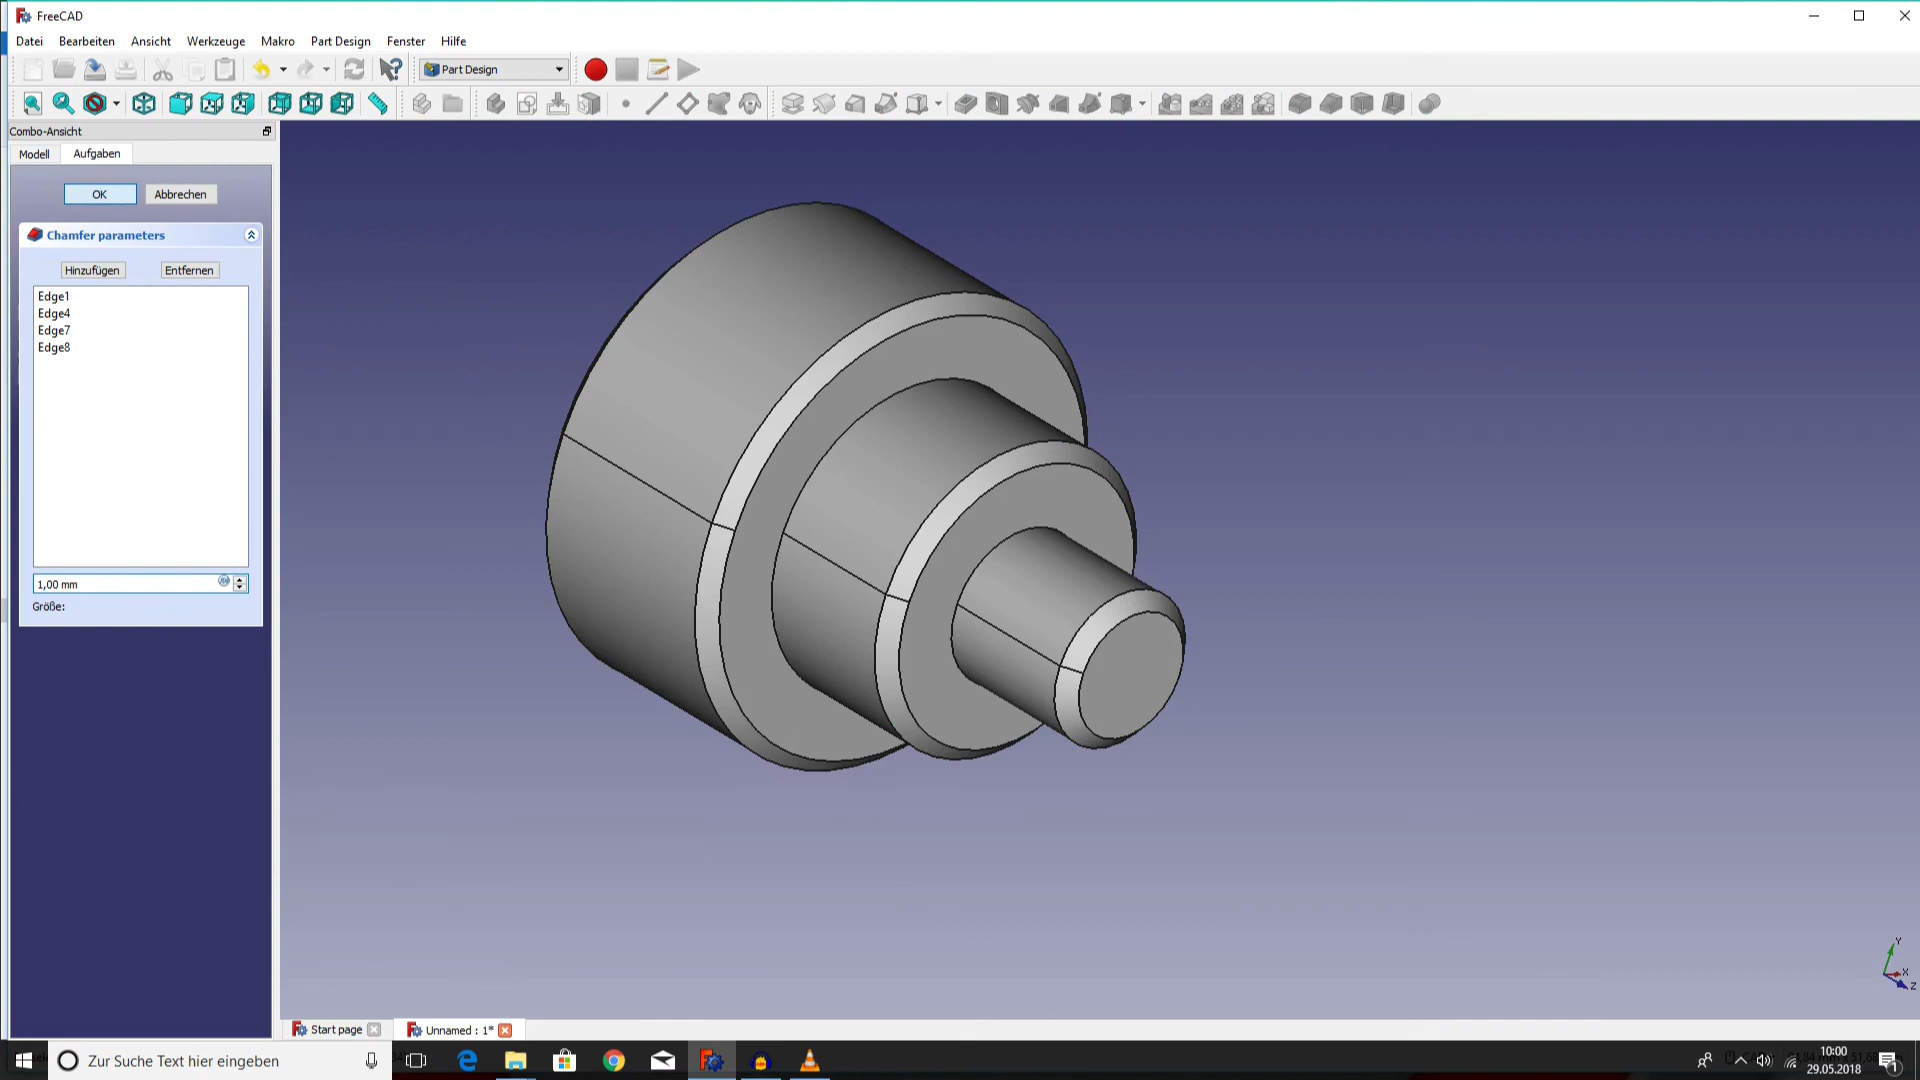 FreeCAD
Datei Bearbeiten Ansicht Werkzeuge Makro Part Design Fenster Hilfe
Part Design
Combo-Ansicht
Modell Aufgaben
OK Abbrechen
Chamfer parameters
Hinzufügen Entfernen
Edge1
Edge4
Edge7
Edge8
1,00 mm
Größe:
Y
X
Z
Start page Unnamed : 1*
Zur Suche Text hier eingeben
10:00
29.05.2018
1